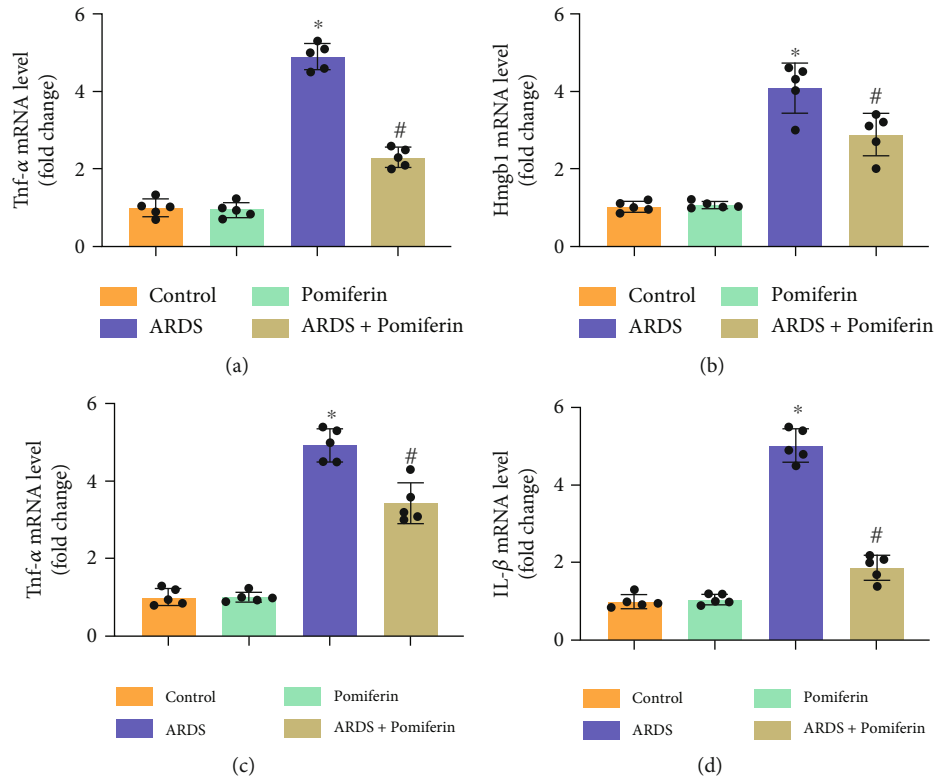 Tnf-α mRNA level
(fold change)
6
4
2
0
*
#
Control
Pomiferin
ARDS
ARDS + Pomiferin
(a)
Hmgb1 mRNA level
(fold change)
6
4
2
0
*
#
Control
Pomiferin
ARDS
ARDS + Pomiferin
(b)
Tnf-α mRNA level
(fold change)
6
4
2
0
*
#
Control
Pomiferin
ARDS
ARDS + Pomiferin
(c)
IL-β mRNA level
(fold change)
6
4
2
0
*
#
Control
Pomiferin
ARDS
ARDS + Pomiferin
(d)